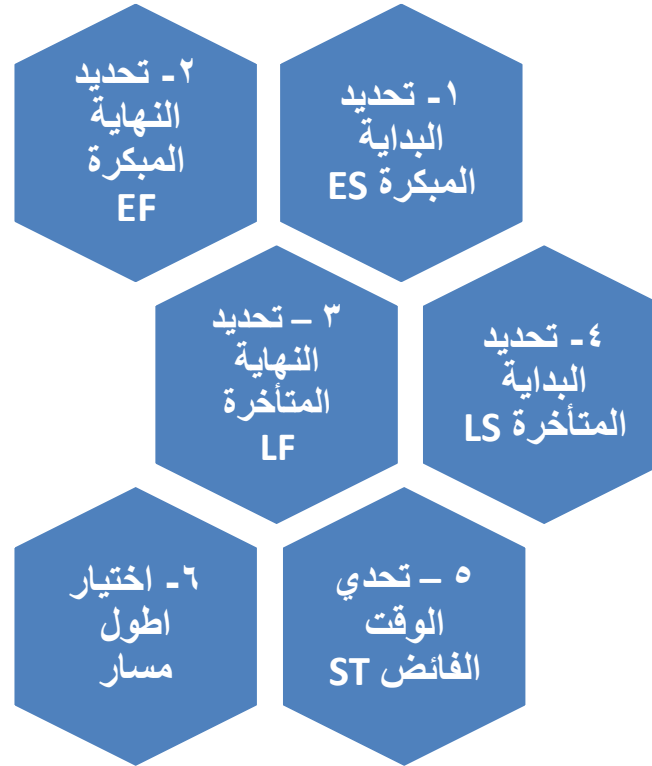 ١- تحديد
البداية
المبكرة ES
٢- تحديد
النهاية
المبكرة
EF
٣ – تحديد
النهاية
المتأخرة
LF
٤- تحديد
البداية
المتأخرة LS
٥ – تحدي
الوقت
الفائض ST
٦- اختيار
اطول
مسار